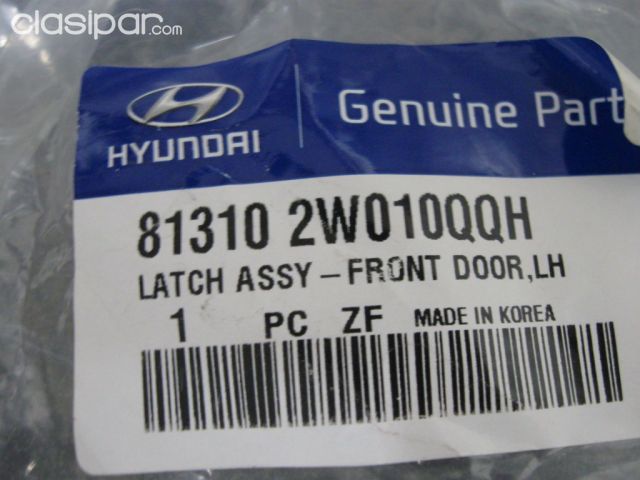 clasipar.com
HYUNDAI
Genuine Part
81310 2W010QQH
LATCH ASSY - FRONT DOOR,LH
1 PC ZF MADE IN KOREA